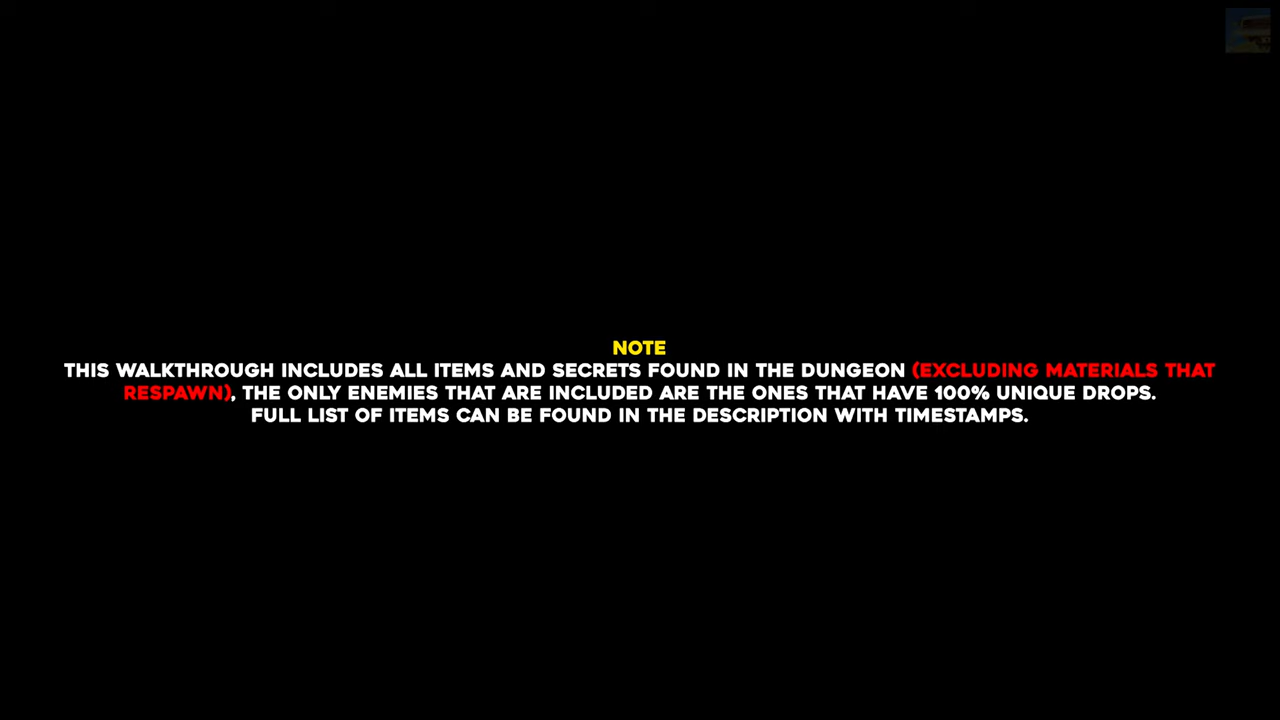 NOTE
THIS WALKTHROUGH INCLUDES ALL ITEMS AND SECRETS FOUND IN THE DUNGEON (EXCLUDING MATERIALS THAT
RESPAWN), THE ONLY ENEMIES THAT ARE INCLUDED ARE THE ONES THAT HAVE 100% UNIQUE DROPS.
FULL LIST OF ITEMS CAN BE FOUND IN THE DESCRIPTION WITH TIMESTAMPS.